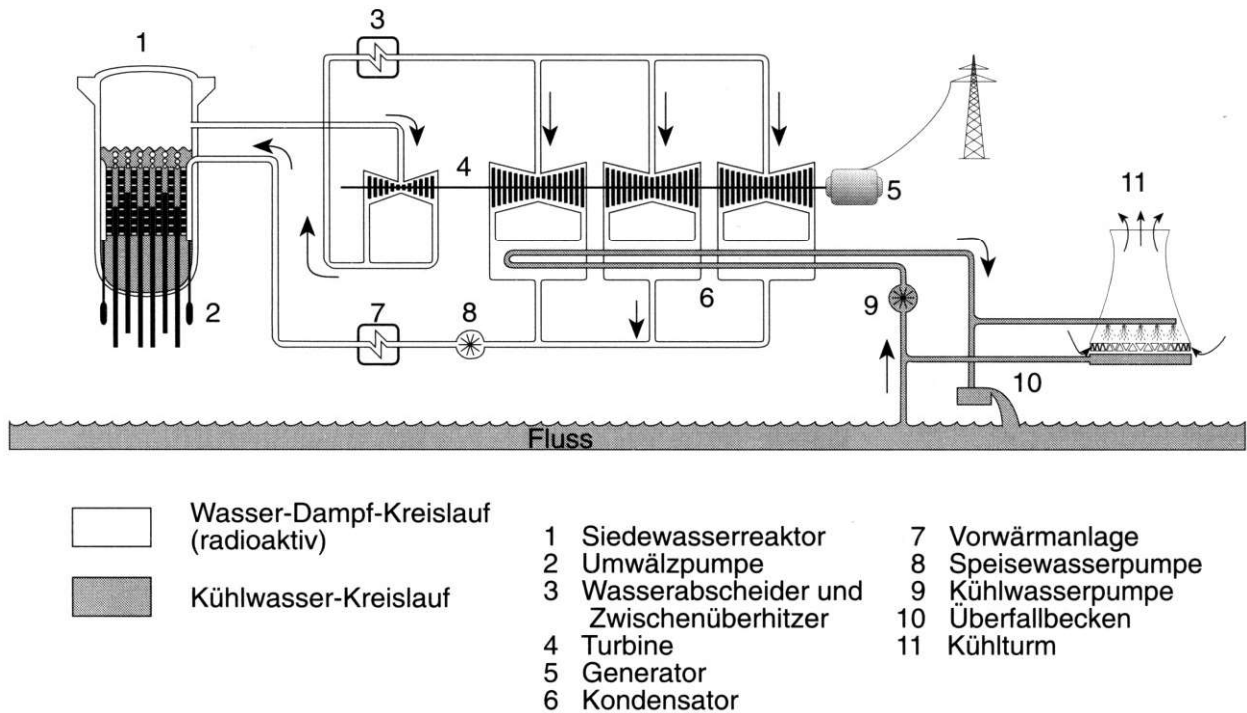 1
3
2
4
5
6
7
8
9
10
11
Fluss
Wasser-Dampf-Kreislauf
(radioaktiv)
Kühlwasser-Kreislauf
1 Siedewasserreaktor
2 Umwälzpumpe
3 Wasserabscheider und
Zwischenüberhitzer
4 Turbine
5 Generator
6 Kondensator
7 Vorwärmanlage
8 Speisewasserpumpe
9 Kühlwasserpumpe
10 Überfallbecken
11 Kühlturm